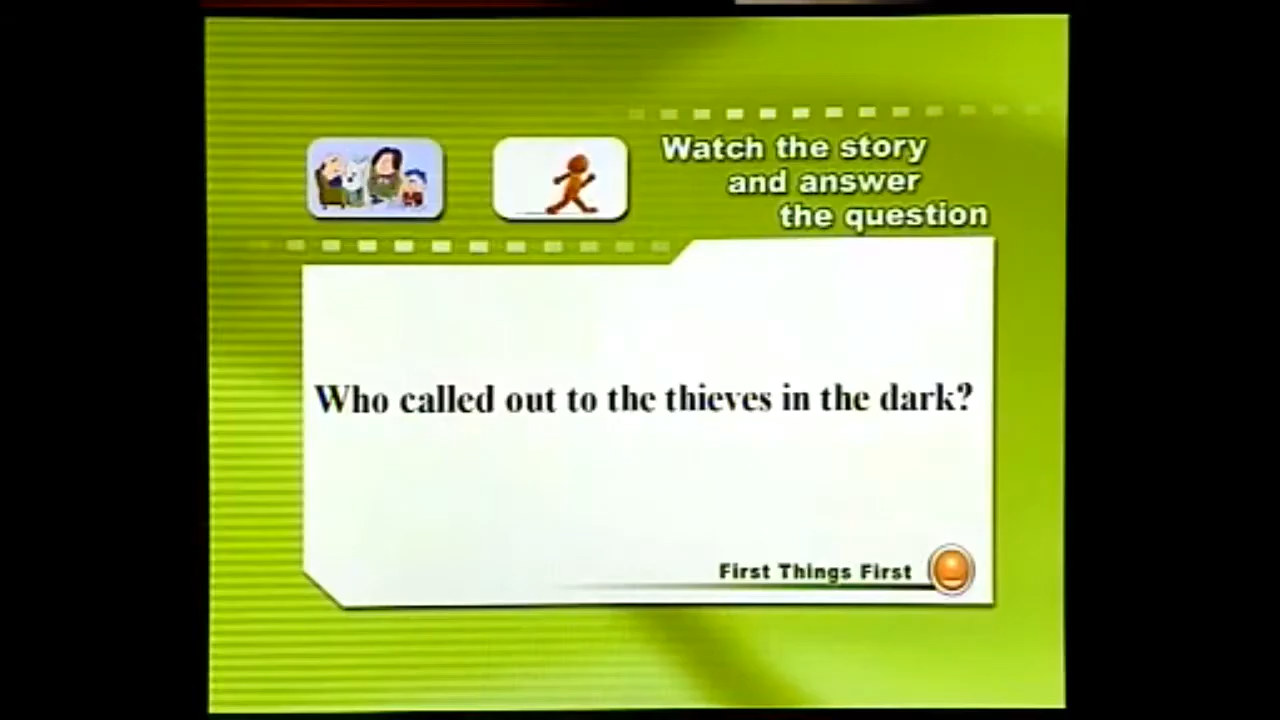 Watch the story
and answer
the question
Who called out to the thieves in the dark?
First Things First